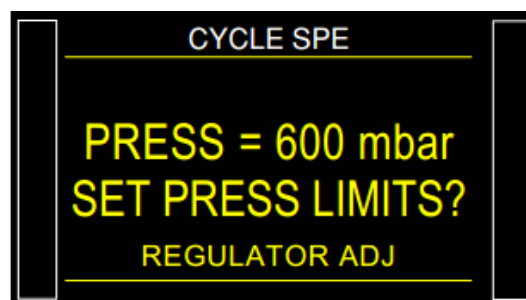 CYCLE SPE
PRESS = 600 mbar
SET PRESS LIMITS?
REGULATOR ADJ